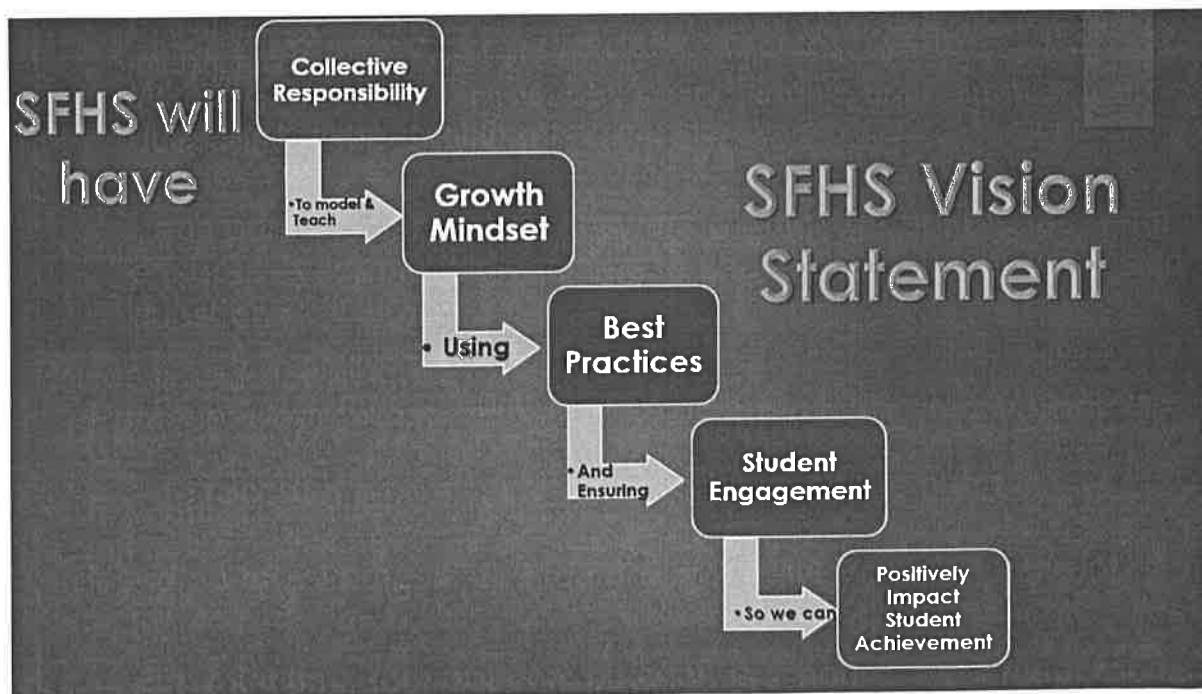 SFHS will
have
Collective
Responsibility
•To model &
Teach
Growth
Mindset
SFHS Vision
Statement
• Using
Best
Practices
• And
Ensuring
Student
Engagement
• So we can
Positively
Impact
Student
Achievement